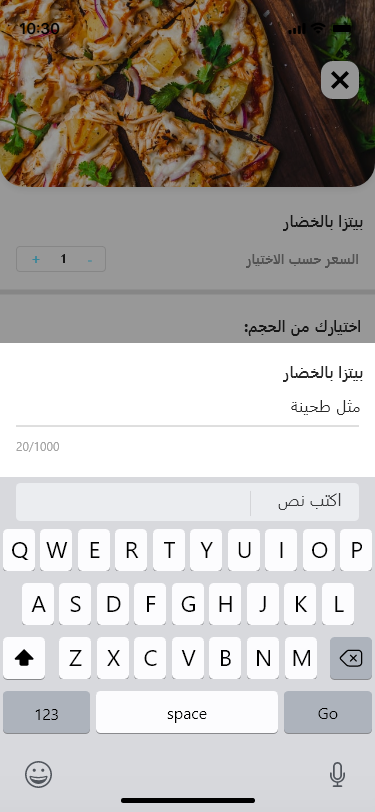 10:30
بيتزا بالخضار
السعر حسب الاختيار
+ 1 -
اختيارك من الحجم:
بيتزا بالخضار
مثل طحينة
20/1000
اكتب نص
Q W E R T Y U I O P
A S D F G H J K L
Z X C V B N M
123 space Go